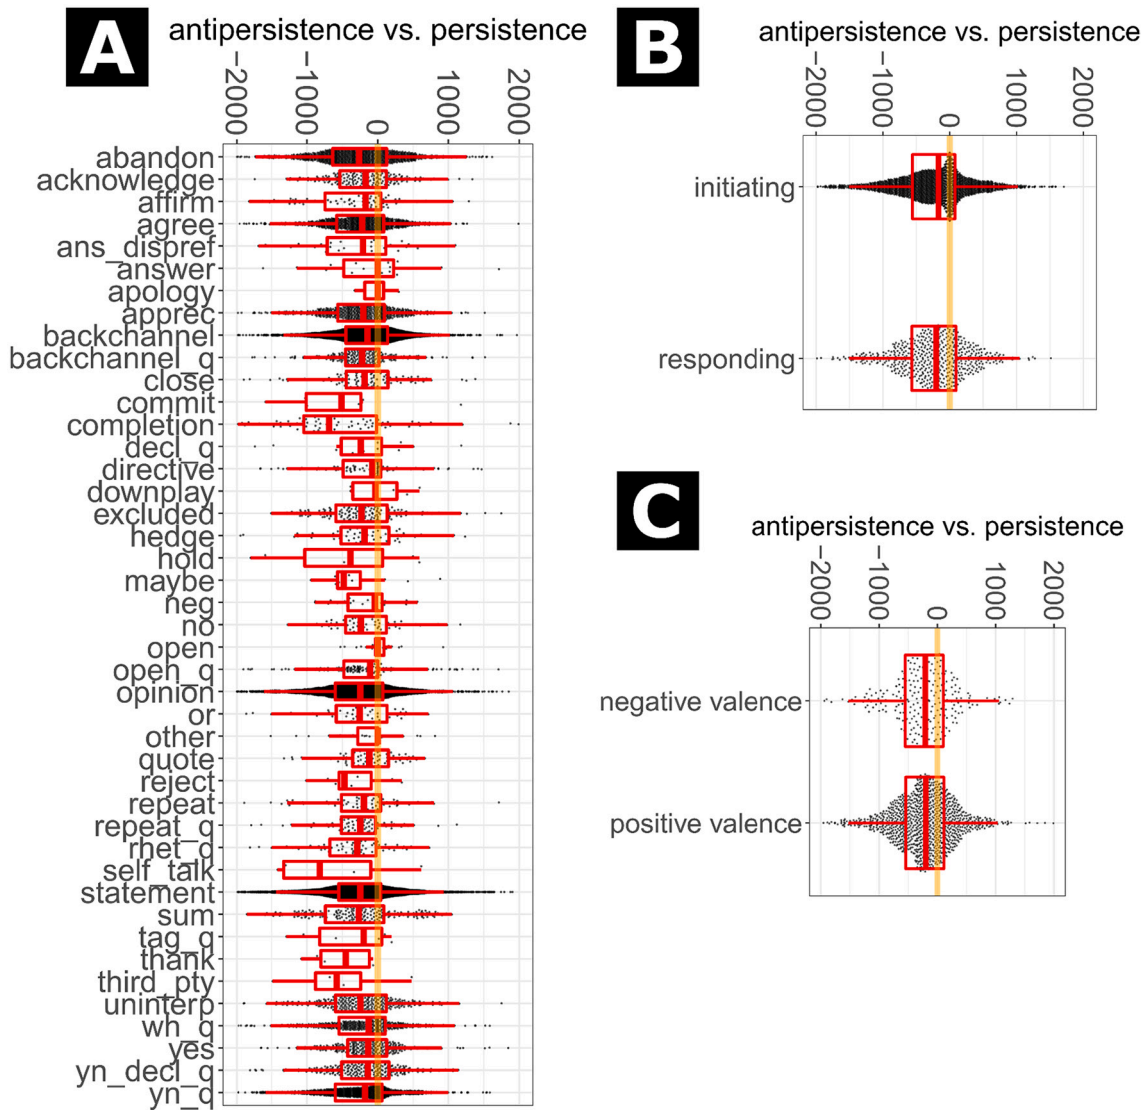 A
antipersistence vs. persistence
-2000 -1000 0 1000 2000
abandon
acknowledge
affirm
agree
ans_dispref
answer
apology
apprec
backchannel
backchannel_q
close
commit
completion
decl_q
directive
downplay
excluded
hedge
hold
maybe
neg
no
open
open_q
opinion
or
other
quote
reject
repeat
repeat_q
rhet_q
self_talk
statement
sum
tag_q
thank
third_pty
uninterp
wh_q
yes
yn_decl_q
yn_q
B
antipersistence vs. persistence
-2000 -1000 0 1000 2000
initiating
responding
C
antipersistence vs. persistence
-2000 -1000 0 1000 2000
negative valence
positive valence